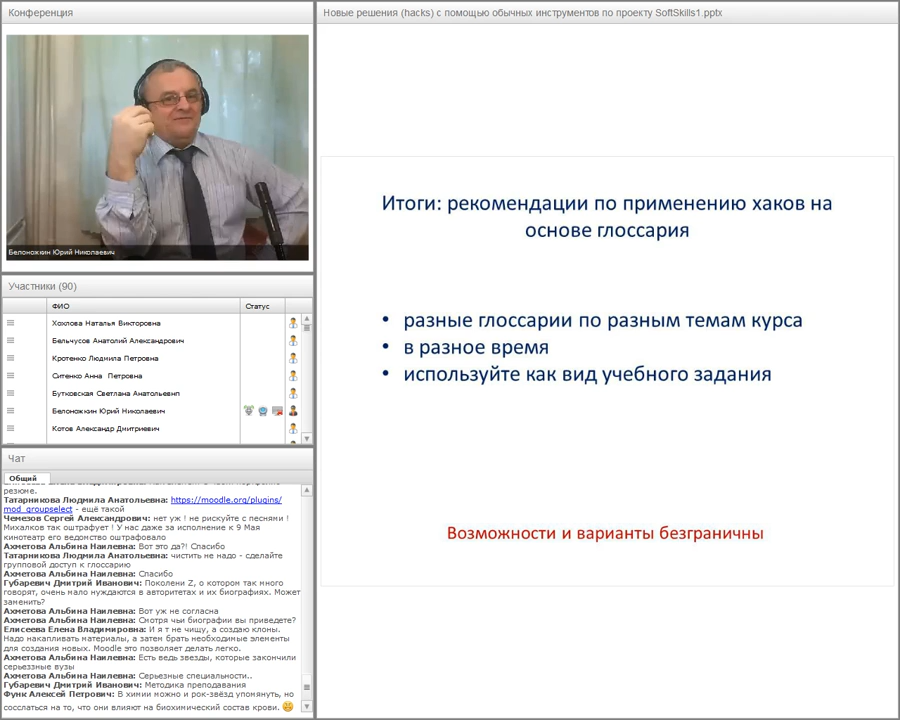 Конференция
Белоножкин Юрий Николаевич
Участники (90)
ФИО
Статус
Хохлова Наталья Викторовна
Бельчусов Анатолий Александрович
Кротенко Людмила Петровна
Ситенко Анна Петровна
Бутковская Светлана Анатольевнп
Белоножкин Юрий Николаевич
Котов Александр Дмитриевич
Чат
Общий
резюме.
Татарникова Людмила Анатольевна: https://moodle.org/plugins/
mod_groupselect - ещё такой
Чемезов Сергей Александрович: нет уж ! не рискуйте с песнями !
Михалков так оштрафует ! У нас даже за исполнение к 9 Мая
кинотеатр его ведомство оштрафовало
Ахметова Альбина Наилевна: Вот это да?! Спасибо
Татарникова Людмила Анатольевна: чистить не надо - сделайте
групповой доступ к глоссарию
Ахметова Альбина Наилевна: Спасибо
Губаревич Дмитрий Иванович: Поколени Z, о котором так много
говорят, очень мало нуждаются в авторитетах и их биографиях. Может
заменить?
Ахметова Альбина Наилевна: Вот уж не согласна
Ахметова Альбина Наилевна: Смотря чьи биографии вы приведете?
Елисеева Елена Владимировна: И я т не чищу, а создаю клоны.
Надо накапливать материалы, а затем брать необходимые элементы
для создания новых. Moodle это позволяет делать легко.
Ахметова Альбина Наилевна: Есть ведь звезды, которые закончили
серьеззные вузы
Ахметова Альбина Наилевна: Серьезные специальности..
Губаревич Дмитрий Иванович: Методика преподавания
Функ Алексей Петрович: В химии можно и рок-звёзд упомянуть, но
сосслаться на то, что они влияют на биохимический состав крови.
Новые решения (hacks) с помощью обычных инструментов по проекту SoftSkills1.pptx
Итоги: рекомендации по применению хаков на
основе глоссария
• разные глоссарии по разным темам курса
• в разное время
• используйте как вид учебного задания
Возможности и варианты безграничны